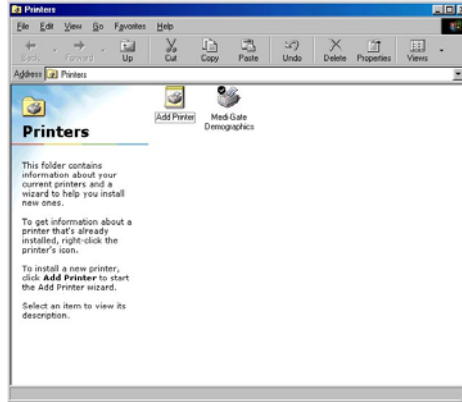 Printers
File Edit View Go Favorites Help
Back Forward Up Cut Copy Paste Undo Delete Properties Views
Address Printers
Printers
Add Printer
Medi-Gate
Demographics
This folder contains
information about your
current printers and a
wizard to help you install
new ones.
To get information about a
printer that's already
installed, right-click the
printer's icon.
To install a new printer,
click Add Printer to start
the Add Printer wizard.
Select an item to view its
description.